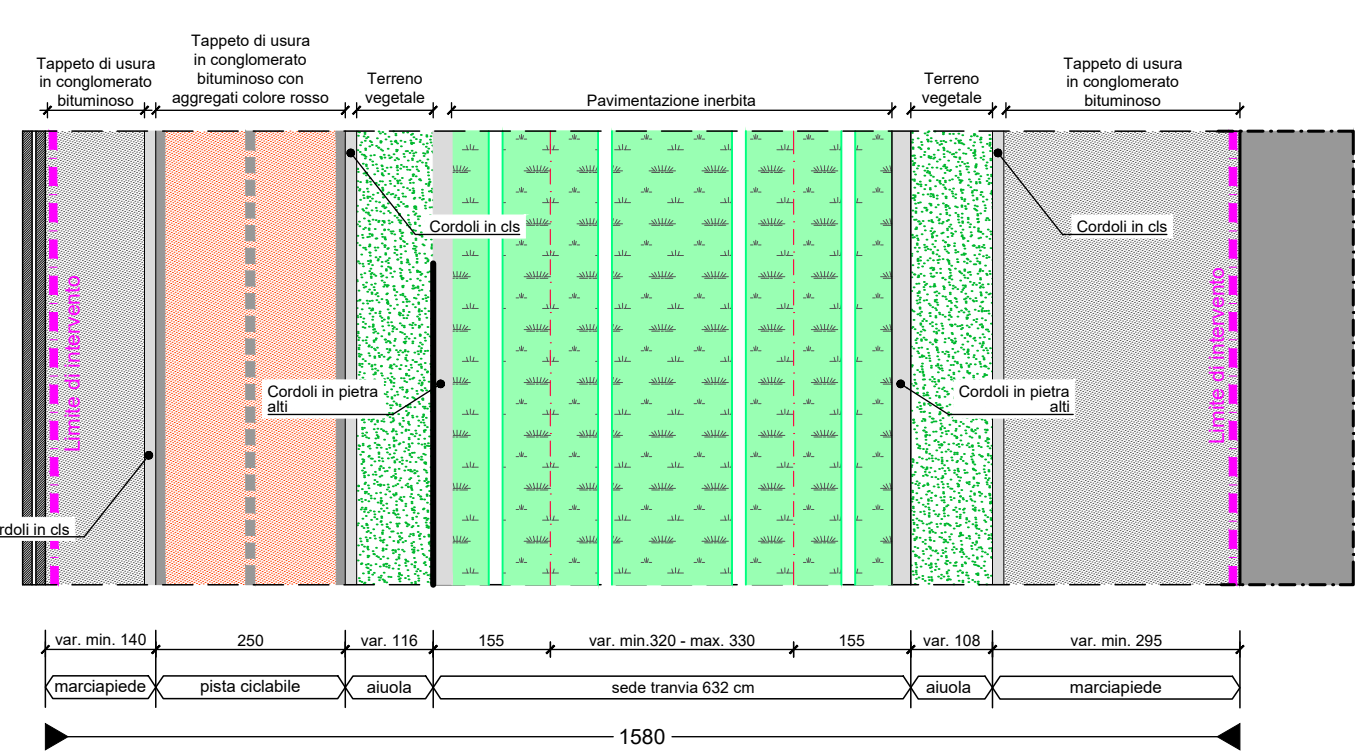 Tappeto di usura
in conglomerato
bituminoso
Tappeto di usura
in conglomerato
bituminoso con
aggregati colore rosso
Terreno
vegetale
Pavimentazione inerbita
Terreno
vegetale
Tappeto di usura
in conglomerato
bituminoso
Cordoli in cls
Cordoli in cls
Limite di intervento
Limite di intervento
Cordoli in pietra
alti
Cordoli in pietra
alti
rdoli in cls
var. min. 140
250
var. 116
155
var. min.320 - max. 330
155
var. 108
var. min. 295
marciapiede
pista ciclabile
aiuola
sede tranvia 632 cm
aiuola
marciapiede
1580